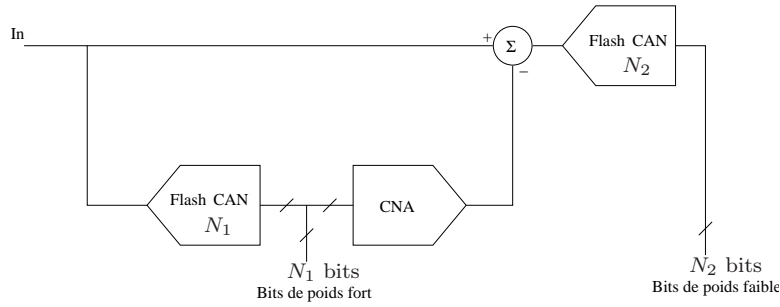 In
+
Σ
−
Flash CAN
N₂
Flash CAN
N₁
CNA
N₁ bits
Bits de poids fort
N₂ bits
Bits de poids faible